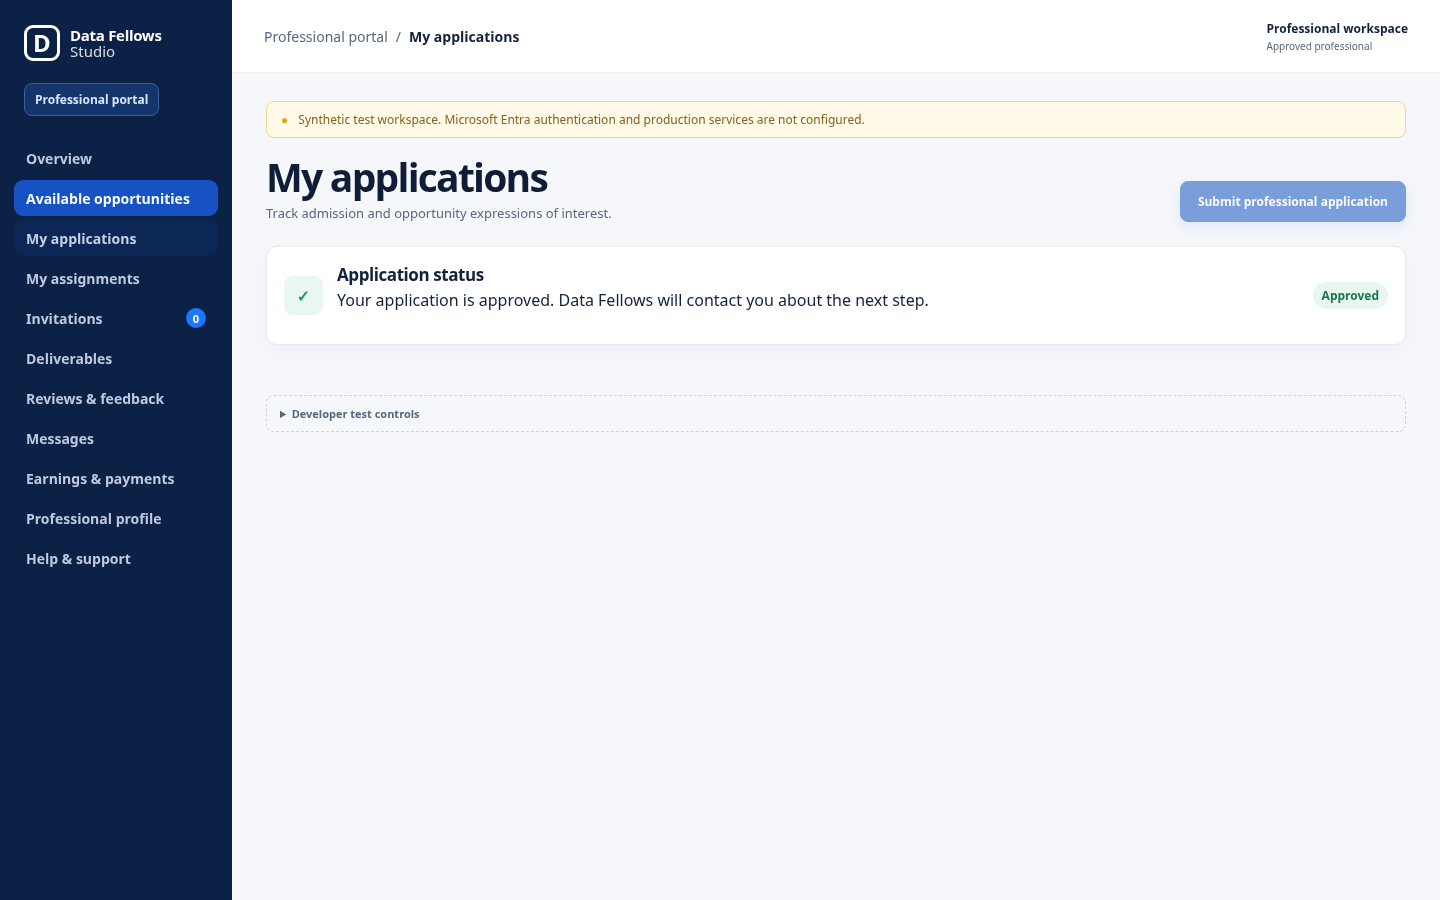 D
Data Fellows
Studio
Professional portal
Overview
Available opportunities
My applications
My assignments
Invitations 0
Deliverables
Reviews & feedback
Messages
Earnings & payments
Professional profile
Help & support
Professional portal / My applications
Professional workspace
Approved professional
Synthetic test workspace. Microsoft Entra authentication and production services are not configured.
My applications
Track admission and opportunity expressions of interest.
Submit professional application
Application status
Your application is approved. Data Fellows will contact you about the next step.
Approved
Developer test controls